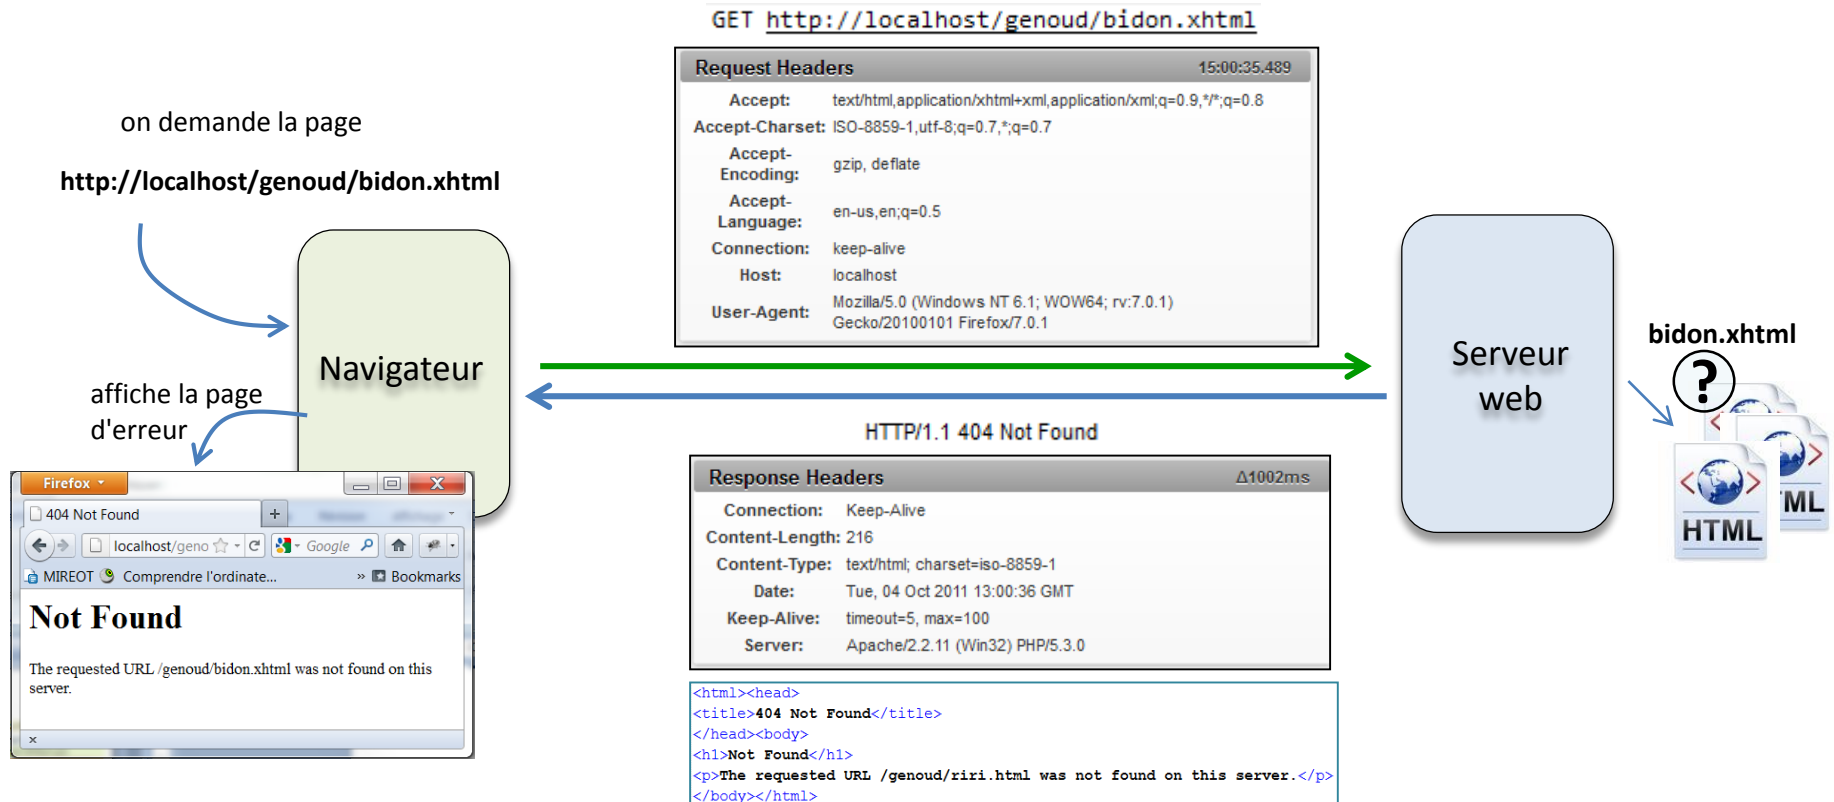 GET http://localhost/genoud/bidon.xhtml
Request Headers 15:00:35.489
Accept: text/html,application/xhtml+xml,application/xml;q=0.9,*/*;q=0.8
Accept-Charset: ISO-8859-1,utf-8;q=0.7,*;q=0.7
Accept-
Encoding: gzip, deflate
Accept-
Language: en-us,en;q=0.5
Connection: keep-alive
Host: localhost
User-Agent: Mozilla/5.0 (Windows NT 6.1; WOW64; rv:7.0.1)
Gecko/20100101 Firefox/7.0.1
on demande la page
http://localhost/genoud/bidon.xhtml
Navigateur
Serveur
web
bidon.xhtml
?
HTML
ML
affiche la page
d'erreur
HTTP/1.1 404 Not Found
Response Headers Δ1002ms
Connection: Keep-Alive
Content-Length: 216
Content-Type: text/html; charset=iso-8859-1
Date: Tue, 04 Oct 2011 13:00:36 GMT
Keep-Alive: timeout=5, max=100
Server: Apache/2.2.11 (Win32) PHP/5.3.0
<html><head>
<title>404 Not Found</title>
</head><body>
<h1>Not Found</h1>
<p>The requested URL /genoud/riri.html was not found on this server.</p>
</body></html>
Firefox
404 Not Found
localhost/geno Google
MIREOT Comprendre l'ordinate... » Bookmarks
Not Found
The requested URL /genoud/bidon.xhtml was not found on this
server.
x